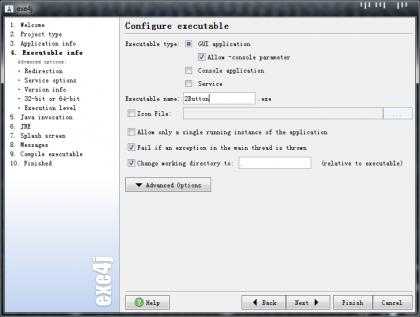 exe4j
1. Welcome
2. Project type
3. Application info
4. Executable info
Advanced options:
· Redirection
· Service options
· Version info
· 32-bit or 64-bit
· Execution level
5. Java invocation
6. JRE
7. Splash screen
8. Messages
9. Compile executable
10. Finished
exe4j
Configure executable
Executable type: GUI application
Allow -console parameter
Console application
Service
Executable name: 2Button .exe
Icon File: ...
Allow only a single running instance of the application
Fail if an exception in the main thread is thrown
Change working directory to: . (relative to executable)
Advanced Options
Help Back Next Finish Cancel